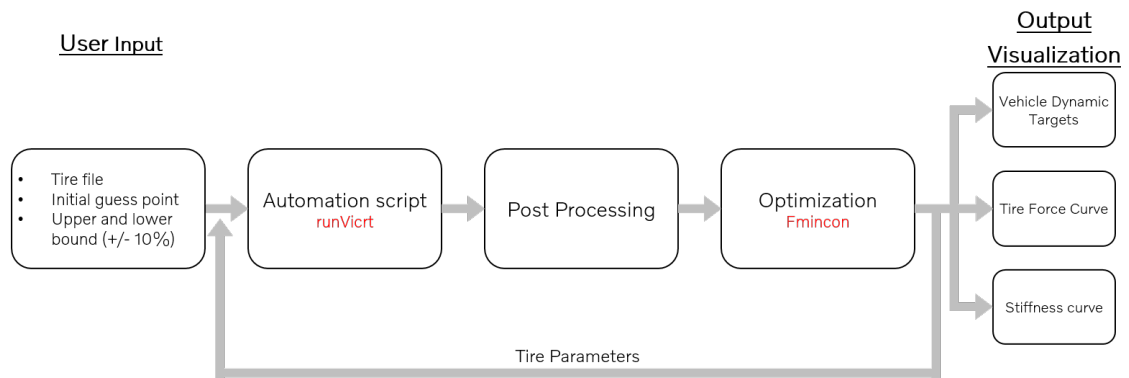 User Input
Output
Visualization
• Tire file
• Initial guess point
• Upper and lower
bound (+/- 10%)
Automation script
runVicrt
Post Processing
Optimization
Fmincon
Vehicle Dynamic
Targets
Tire Force Curve
Stiffness curve
Tire Parameters